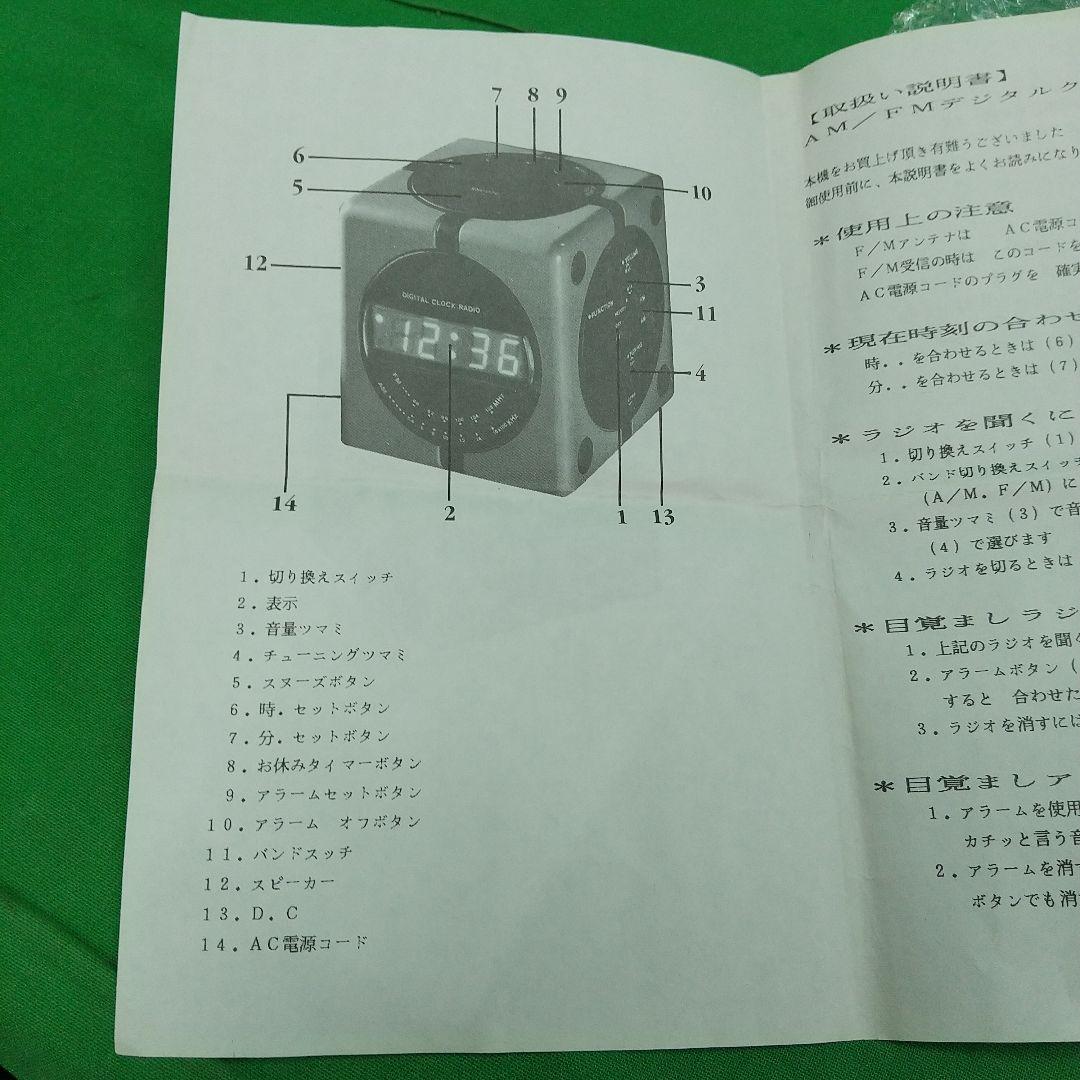 7 8 9
6
5
10
12
3
11
4
14
2
1
13
DIGITAL CLOCK RADIO
12:36
FM
MHz
AM
KHz
FUNCTION
1．切り換えスイッチ
2．表示
3．音量ツマミ
4．チューニングツマミ
5．スヌーズボタン
6．時．セットボタン
7．分．セットボタン
8．お休みタイマーボタン
9．アラームセットボタン
10．アラーム　オフボタン
11．バンドスッチ
12．スピーカー
13．D．C
14．AC電源コード
【取扱い説明書】
AM／FMデジタルク
本機をお買上げ頂き有難うございました
御使用前に、本説明書をよくお読みになり
＊使用上の注意
F／Mアンテナは　AC電源コ
F／M受信の時は　このコードを
AC電源コードのプラグを　確実
＊現在時刻の合わせ
時．．を合わせるときは（6）
分．．を合わせるときは（7）
＊ラジオを聞くに
1．切り換えスイッチ（1）
2．バンド切り換えスイッチ
（A／M．F／M）に
3．音量ツマミ（3）で音
（4）で選びます
4．ラジオを切るときは
＊目覚ましラジ
1．上記のラジオを聞く
2．アラームボタン（
すると　合わせた
3．ラジオを消すには
＊目覚ましア
1．アラームを使用
カチッと言う音
2．アラームを消す
ボタンでも消